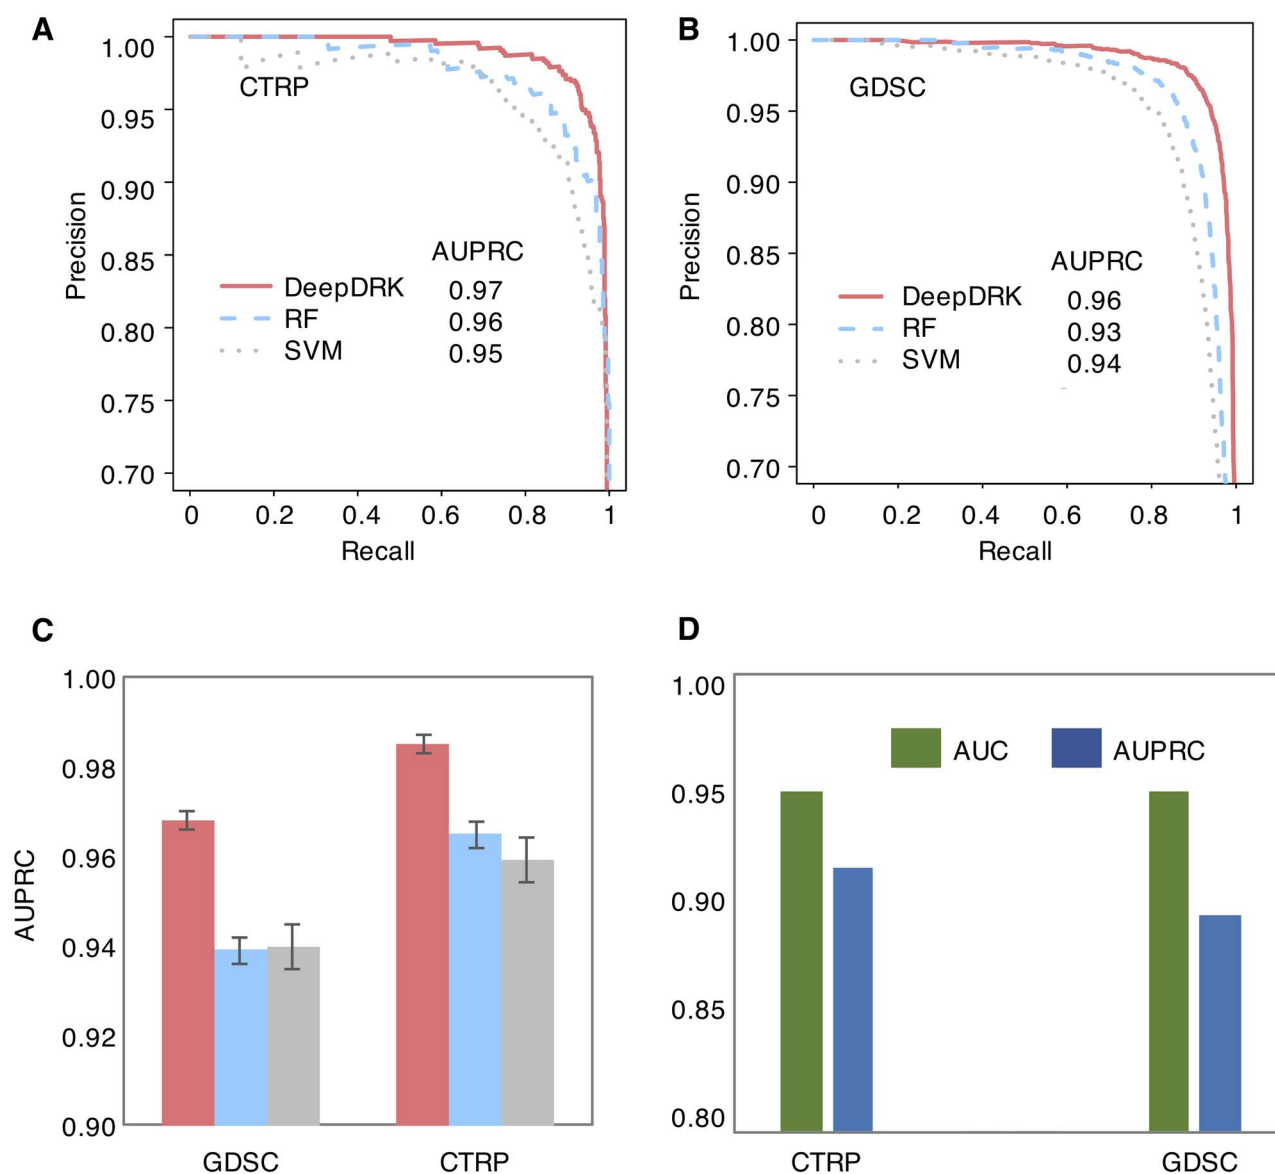 A
1.00
0.95
0.90
0.85
0.80
0.75
0.70
Precision
CTRP
AUPRC
DeepDRK 0.97
RF 0.96
SVM 0.95
0 0.2 0.4 0.6 0.8 1
Recall
B
1.00
0.95
0.90
0.85
0.80
0.75
0.70
Precision
GDSC
AUPRC
DeepDRK 0.96
RF 0.93
SVM 0.94
0 0.2 0.4 0.6 0.8 1
Recall
C
1.00
0.98
0.96
0.94
0.92
0.90
AUPRC
GDSC CTRP
D
1.00
0.95
0.90
0.85
0.80
AUC AUPRC
CTRP GDSC